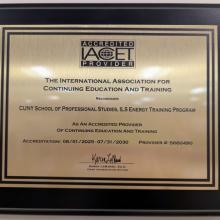 ACCREDITED
IACET
PROVIDER
The International Association for
Continuing Education and Training
Recognizes
CUNY School of Professional Studies, ILS Energy Training Program
As An Accredited Provider
Of Continuing Education And Training
Accreditation: 08/01/2025-07/31/2030 Provider #